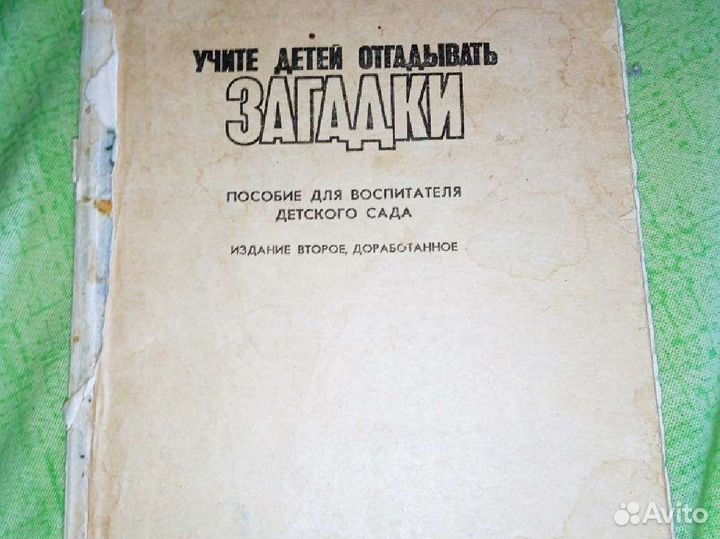 УЧИТЕ ДЕТЕЙ ОТГАДЫВАТЬ
ЗАГАДКИ
ПОСОБИЕ ДЛЯ ВОСПИТАТЕЛЯ
ДЕТСКОГО САДА
ИЗДАНИЕ ВТОРОЕ, ДОРАБОТАННОЕ
Avito